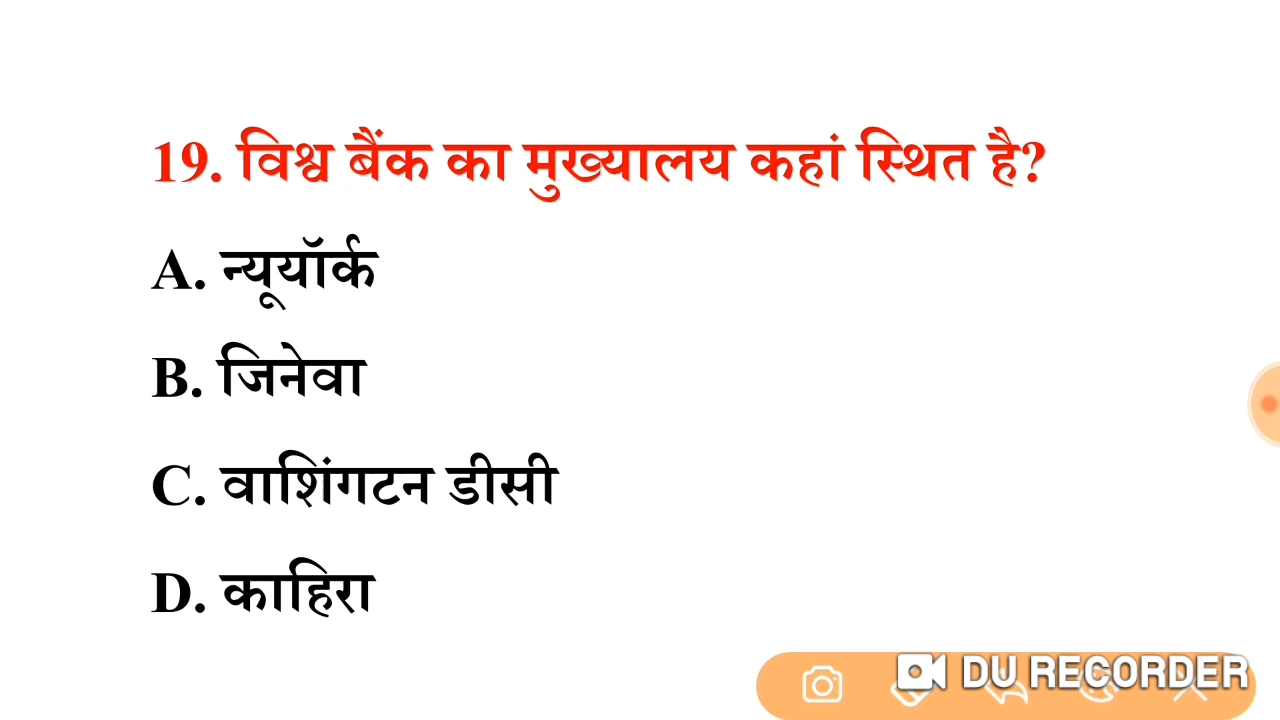 19. विश्व बैंक का मुख्यालय कहां स्थित है?
A. न्यूयॉर्क
B. जिनेवा
C. वाशिंगटन डीसी
D. काहिरा
DU RECORDER